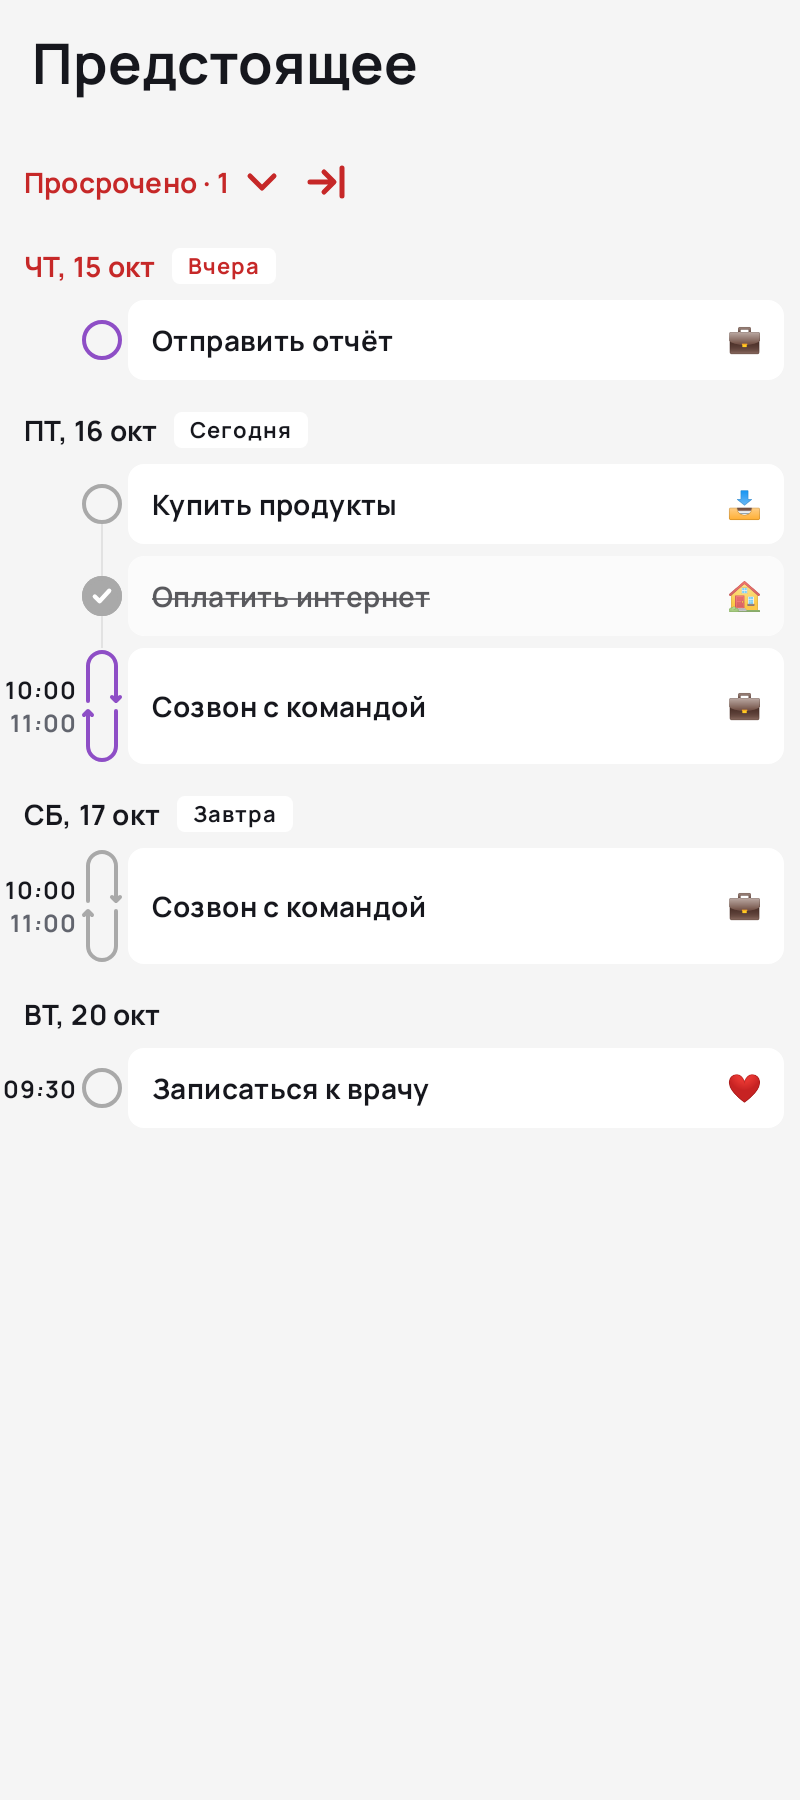 Предстоящее
Просрочено · 1
ЧТ, 15 окт Вчера
Отправить отчёт
ПТ, 16 окт Сегодня
Купить продукты
Оплатить интернет
10:00
11:00
Созвон с командой
СБ, 17 окт Завтра
10:00
11:00
Созвон с командой
ВТ, 20 окт
09:30 Записаться к врачу